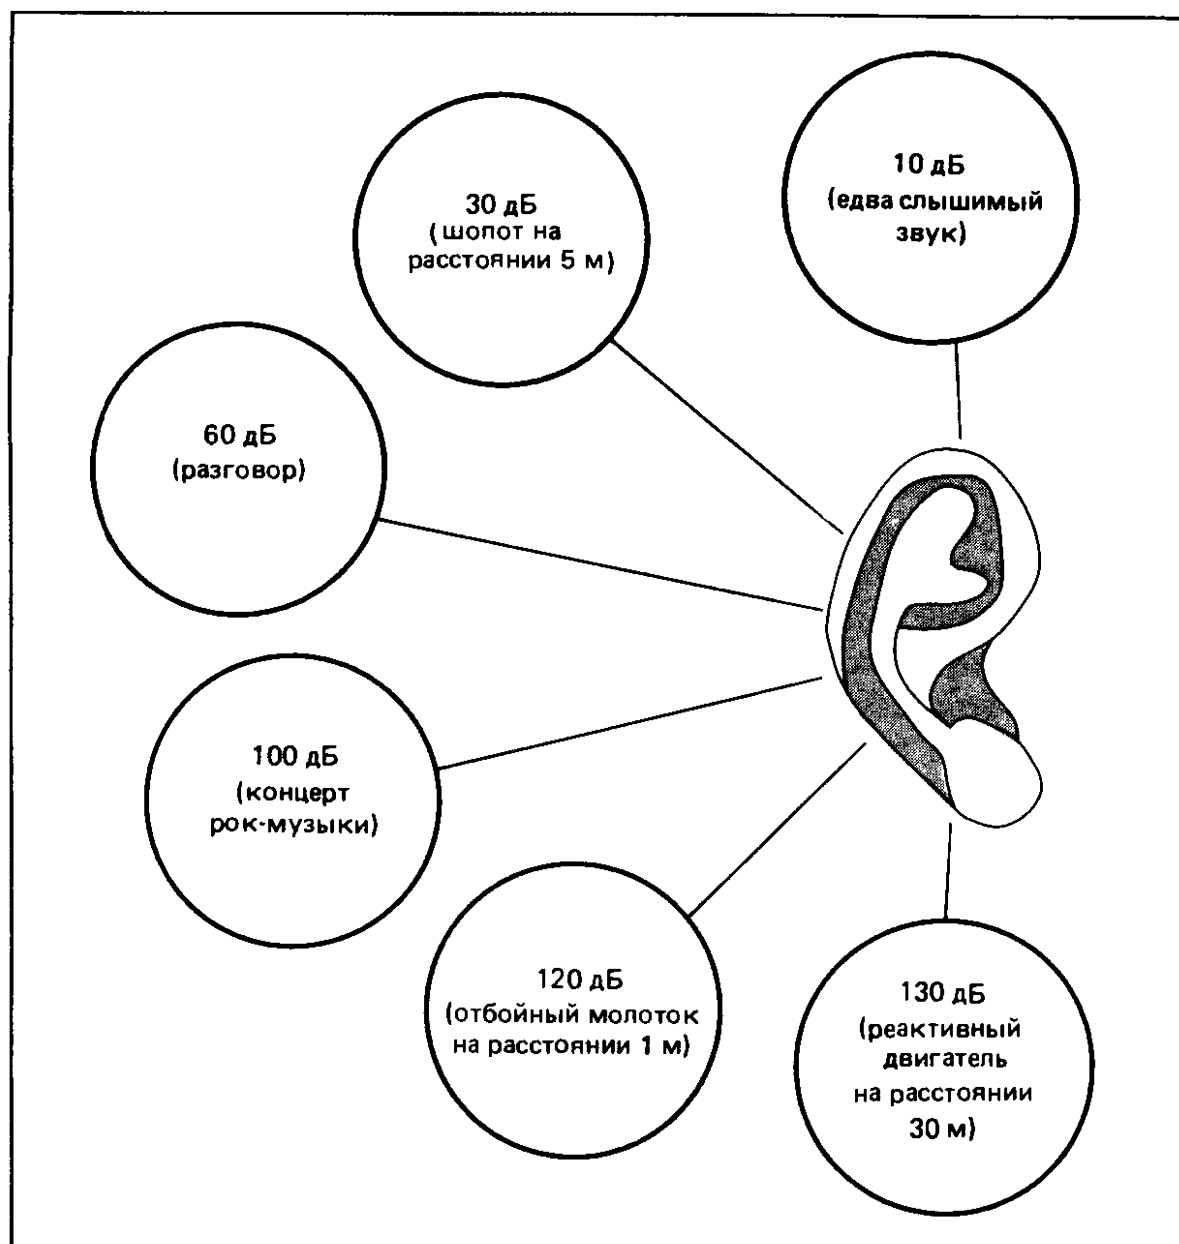 10 дБ
(едва слышимый
звук)
30 дБ
(шопот на
расстоянии 5 м)
60 дБ
(разговор)
100 дБ
(концерт
рок-музыки)
120 дБ
(отбойный молоток
на расстоянии 1 м)
130 дБ
(реактивный
двигатель
на расстоянии
30 м)